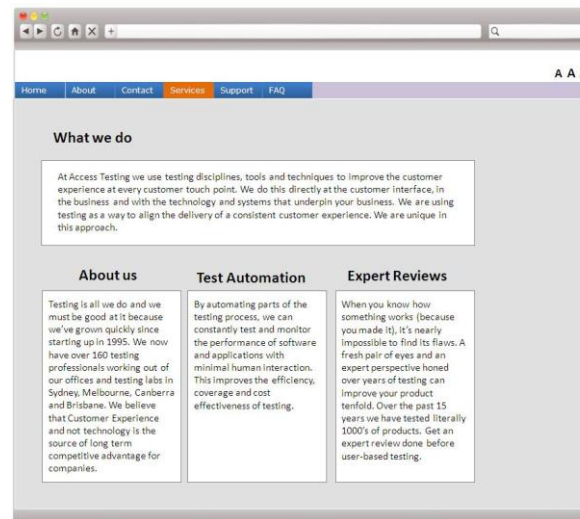 A A
Home About Contact Services Support FAQ
What we do
At Access Testing we use testing disciplines, tools and techniques to improve the customer
experience at every customer touch point. We do this directly at the customer interface, in
the business and with the technology and systems that underpin your business. We are using
testing as a way to align the delivery of a consistent customer experience. We are unique in
this approach.
About us
Testing is all we do and we
must be good at it because
we've grown quickly since
starting up in 1995. We now
have over 160 testing
professionals working out of
our offices and testing labs in
Sydney, Melbourne, Canberra
and Brisbane. We believe
that Customer Experience
and not technology is the
source of long term
competitive advantage for
companies.
Test Automation
By automating parts of the
testing process, we can
constantly test and monitor
the performance of software
and applications with
minimal human interaction.
This improves the efficiency,
coverage and cost
effectiveness of testing.
Expert Reviews
When you know how
something works (because
you made it), it's nearly
impossible to find its flaws. A
fresh pair of eyes and an
expert perspective honed
over years of testing can
improve your product
tenfold. Over the past 15
years we have tested literally
1000's of products. Get an
expert review done before
user-based testing.